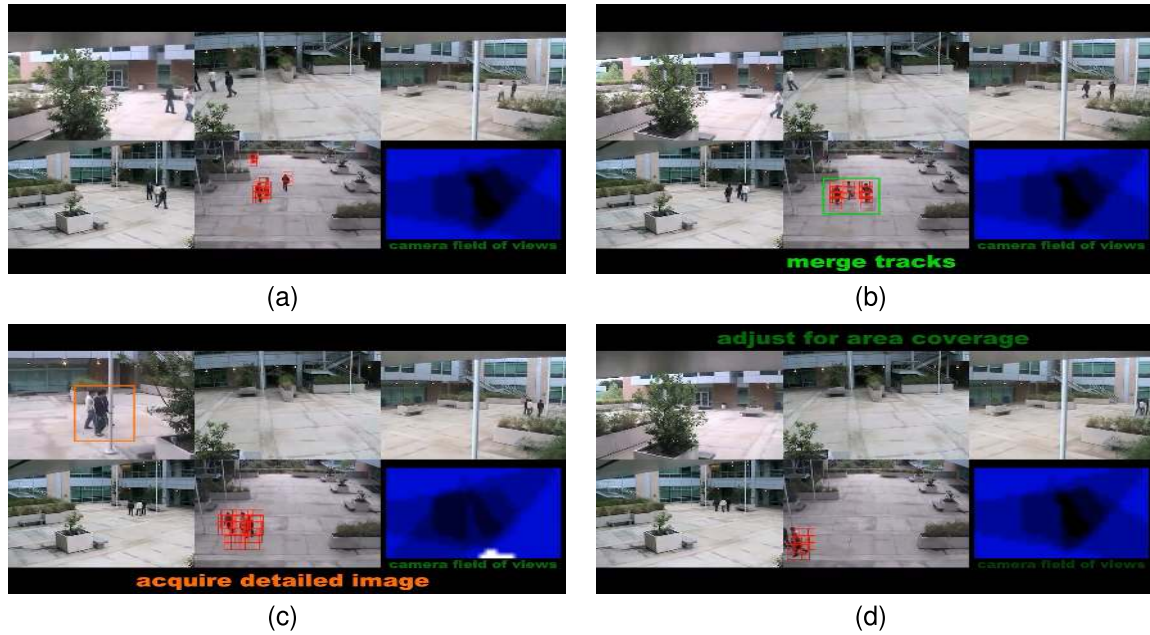 camera field of views
(a)
camera field of views
merge tracks
(b)
camera field of views
acquire detailed image
(c)
adjust for area coverage
camera field of views
(d)